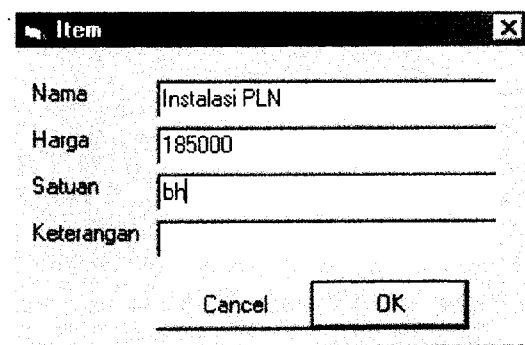 Item
Nama Instalasi PLN
Harga 185000
Satuan bh
Keterangan
Cancel OK